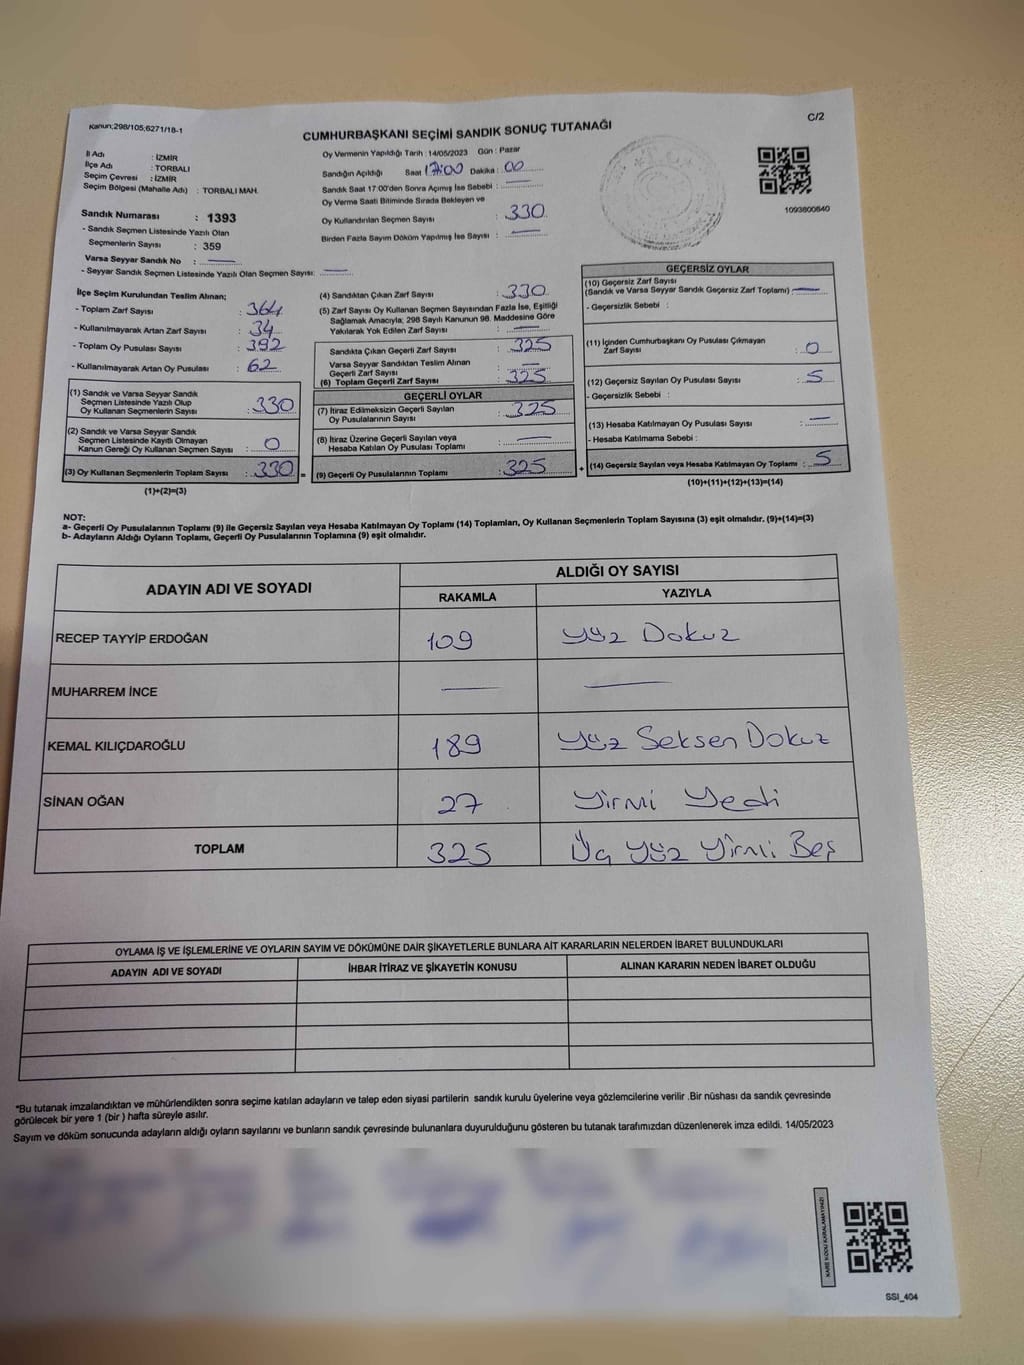 Kanun;298/105;6271/18-1
C/2
CUMHURBAŞKANI SEÇİMİ SANDIK SONUÇ TUTANAĞI
İl Adı : İZMİR
İlçe Adı : TORBALI
Seçim Çevresi : İZMİR
Seçim Bölgesi (Mahalle Adı) : TORBALI MAH.
Sandık Numarası : 1393
- Sandık Seçmen Listesinde Yazılı Olan
Seçmenlerin Sayısı : 359
Varsa Seyyar Sandık No :
- Seyyar Sandık Seçmen Listesinde Yazılı Olan Seçmen Sayısı:
Oy Vermenin Yapıldığı Tarih : 14/05/2023 Gün : Pazar
Sandığın Açıldığı Saat 17:00 Dakika : 00
Sandık Saat 17:00'den Sonra Açımış İse Sebebi :
Oy Verme Saati Bitiminde Sırada Bekleyen ve
Oy Kullandırılan Seçmen Sayısı : 330
Birden Fazla Sayım Döküm Yapılmış İse Sayısı :
1093800840
İlçe Seçim Kurulundan Teslim Alınan;
- Toplam Zarf Sayısı : 364
- Kullanılmayarak Artan Zarf Sayısı : 34
- Toplam Oy Pusulası Sayısı : 392
- Kullanılmayarak Artan Oy Pusulası : 62
(1) Sandık ve Varsa Seyyar Sandık
Seçmen Listesinde Yazılı Olup
Oy Kullanan Seçmenlerin Sayısı : 330
(2) Sandık ve Varsa Seyyar Sandık
Seçmen Listesinde Kayıtlı Olmayan
Kanun Gereği Oy Kullanan Seçmen Sayısı : 0
(3) Oy Kullanan Seçmenlerin Toplam Sayısı : 330 =
(1)+(2)=(3)
(4) Sandıktan Çıkan Zarf Sayısı : 330
(5) Zarf Sayısı Oy Kullanan Seçmen Sayısından Fazla İse, Eşitliği
Sağlamak Amacıyla; 298 Sayılı Kanunun 98. Maddesine Göre
Yakılarak Yok Edilen Zarf Sayısı :
Sandıkta Çıkan Geçerli Zarf Sayısı : 325
Varsa Seyyar Sandıktan Teslim Alınan
Geçerli Zarf Sayısı :
(6) Toplam Geçerli Zarf Sayısı : 325
GEÇERLİ OYLAR
(7) İtiraz Edilmeksizin Geçerli Sayılan
Oy Pusulalarının Sayısı : 325
(8) İtiraz Üzerine Geçerli Sayılan veya
Hesaba Katılan Oy Pusulası Toplamı :
(9) Geçerli Oy Pusulalarının Toplamı : 325 +
GEÇERSİZ OYLAR
(10) Geçersiz Zarf Sayısı
(Sandık ve Varsa Seyyar Sandık Geçersiz Zarf Toplamı) :
- Geçersizlik Sebebi :
(11) İçinden Cumhurbaşkanı Oy Pusulası Çıkmayan
Zarf Sayısı : 0
(12) Geçersiz Sayılan Oy Pusulası Sayısı : 5
- Geçersizlik Sebebi :
(13) Hesaba Katılmayan Oy Pusulası Sayısı :
- Hesaba Katılmama Sebebi :
(14) Geçersiz Sayılan veya Hesaba Katılmayan Oy Toplamı : 5
(10)+(11)+(12)+(13)=(14)
NOT:
a- Geçerli Oy Pusulalarının Toplamı (9) ile Geçersiz Sayılan veya Hesaba Katılmayan Oy Toplamı (14) Toplamları, Oy Kullanan Seçmenlerin Toplam Sayısına (3) eşit olmalıdır. (9)+(14)=(3)
b- Adayların Aldığı Oyların Toplamı, Geçerli Oy Pusulalarının Toplamına (9) eşit olmalıdır.
ADAYIN ADI VE SOYADI
ALDIĞI OY SAYISI
RAKAMLA YAZIYLA
RECEP TAYYİP ERDOĞAN 109 Yüz Dokuz
MUHARREM İNCE
KEMAL KILIÇDAROĞLU 189 Yüz Seksen Dokuz
SİNAN OĞAN 27 Yirmi Yedi
TOPLAM 325 Üç Yüz Yirmi Beş
OYLAMA İŞ VE İŞLEMLERİNE VE OYLARIN SAYIM VE DÖKÜMÜNE DAİR ŞİKAYETLERLE BUNLARA AİT KARARLARIN NELERDEN İBARET BULUNDUKLARI
ADAYIN ADI VE SOYADI İHBAR İTİRAZ VE ŞİKAYETİN KONUSU ALINAN KARARIN NEDEN İBARET OLDUĞU
*Bu tutanak imzalandıktan ve mühürlendikten sonra seçime katılan adayların ve talep eden siyasi partilerin sandık kurulu üyelerine veya gözlemcilerine verilir .Bir nüshası da sandık çevresinde
görülecek bir yere 1 (bir ) hafta süreyle asılır.
Sayım ve döküm sonucunda adayların aldığı oyların sayılarını ve bunların sandık çevresinde bulunanlara duyurulduğunu gösteren bu tutanak tarafımızdan düzenlenerek imza edildi. 14/05/2023
KARE KODU KARALAMAYINIZ!
SSI_404